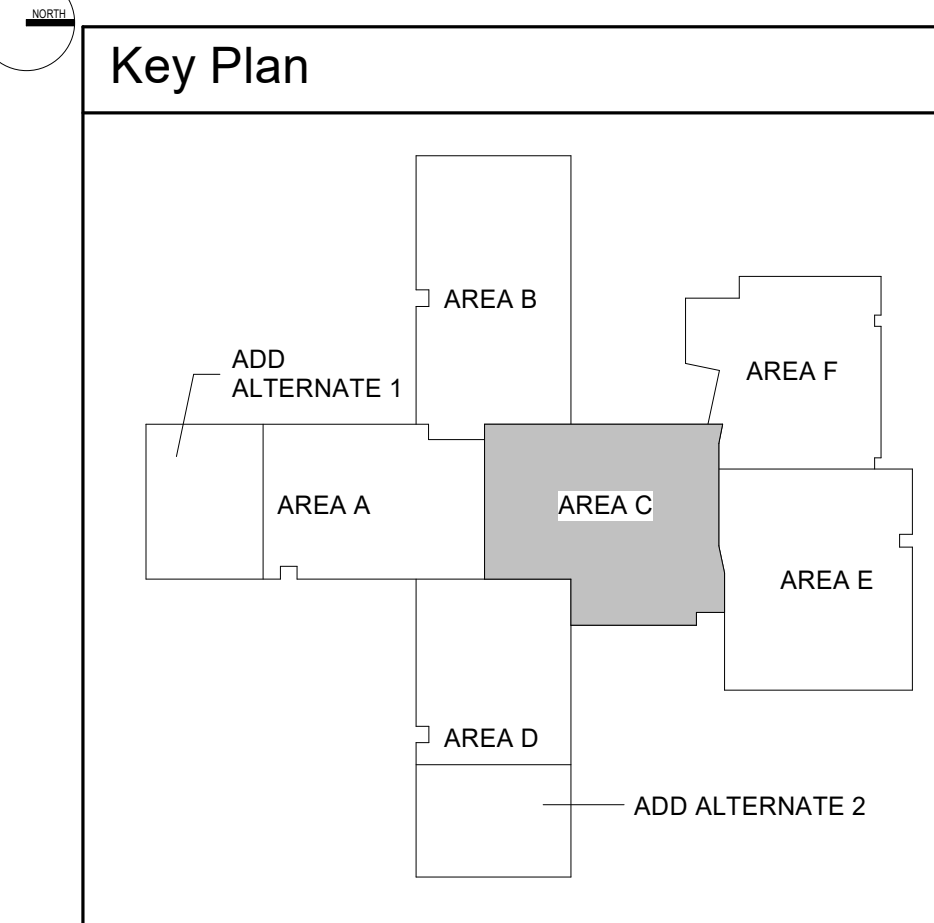 NORTH
Key Plan
AREA B
ADD
ALTERNATE 1
AREA F
AREA A
AREA C
AREA E
AREA D
ADD ALTERNATE 2